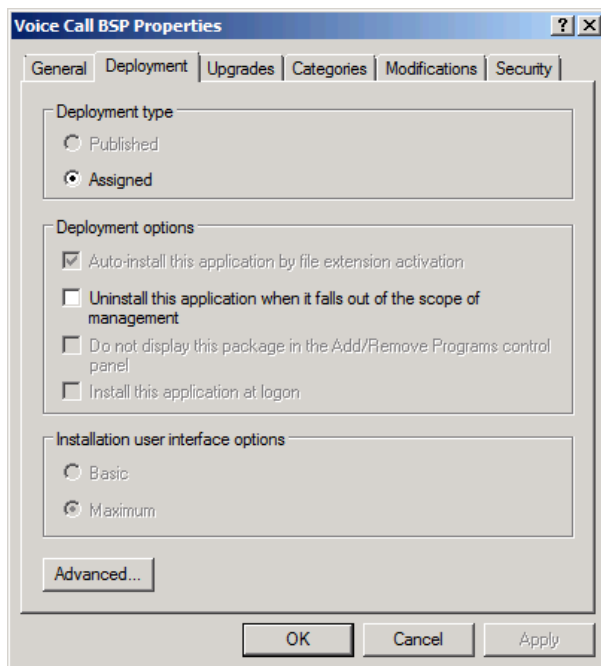 Voice Call BSP Properties
General Deployment Upgrades Categories Modifications Security
Deployment type
Published
Assigned
Deployment options
Auto-install this application by file extension activation
Uninstall this application when it falls out of the scope of
management
Do not display this package in the Add/Remove Programs control
panel
Install this application at logon
Installation user interface options
Basic
Maximum
Advanced...
OK Cancel Apply